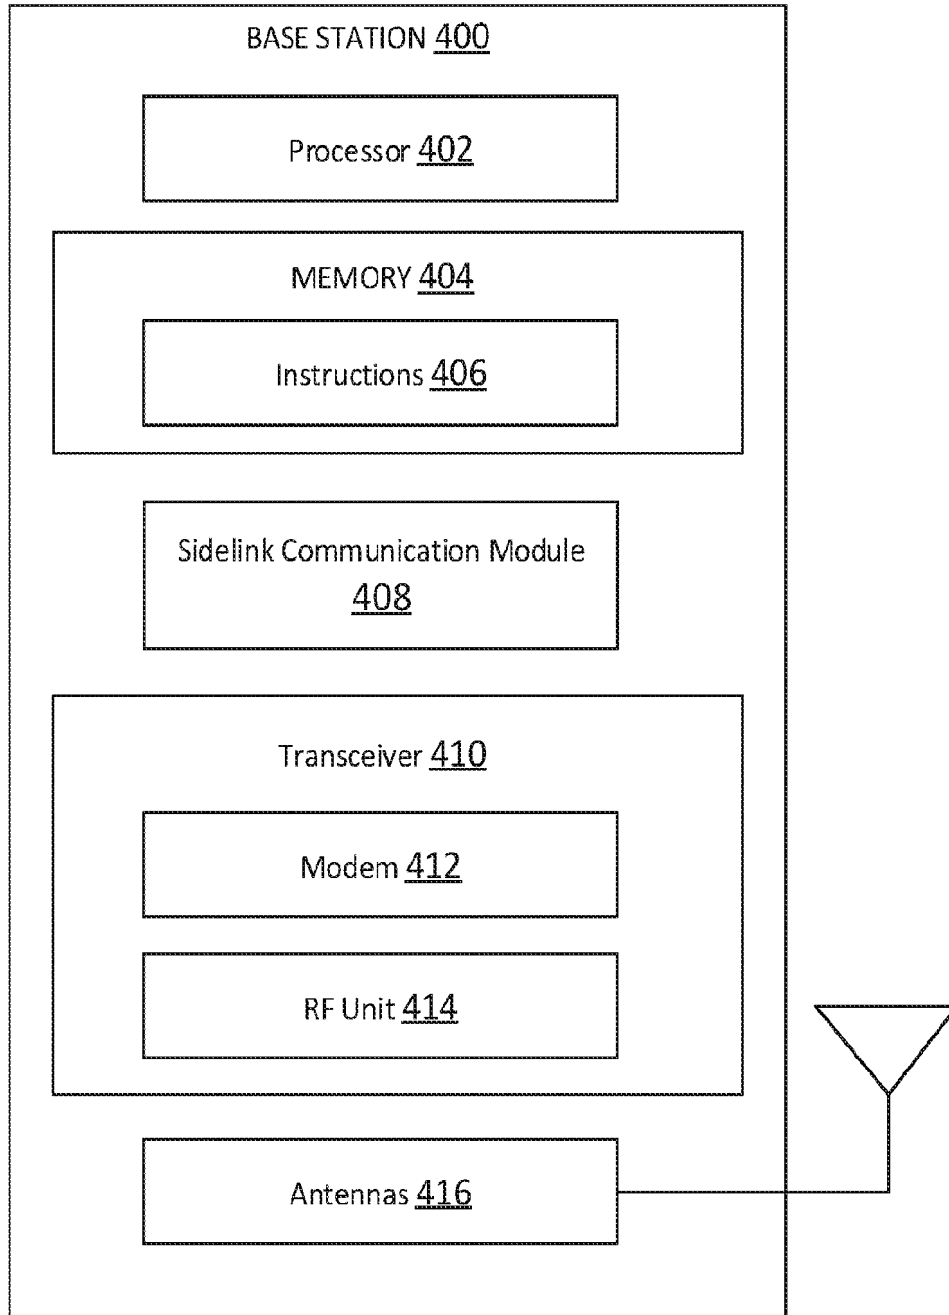 BASE STATION 400
Processor 402
MEMORY 404
Instructions 406
Sidelink Communication Module
408
Transceiver 410
Modem 412
RF Unit 414
Antennas 416